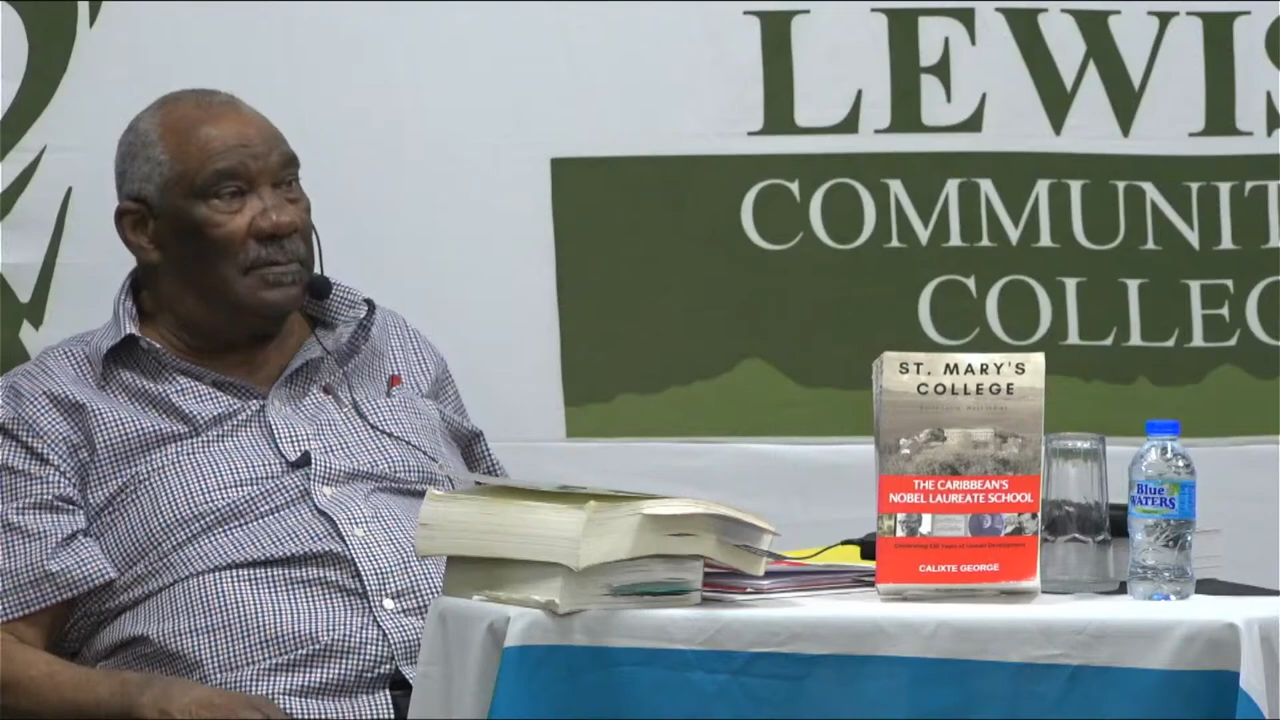 LEWIS
COMMUNIT
COLLEG
ST. MARY'S
COLLEGE
THE CARIBBEAN'S
NOBEL LAUREATE SCHOOL
CALIXTE GEORGE
Blue
WATERS